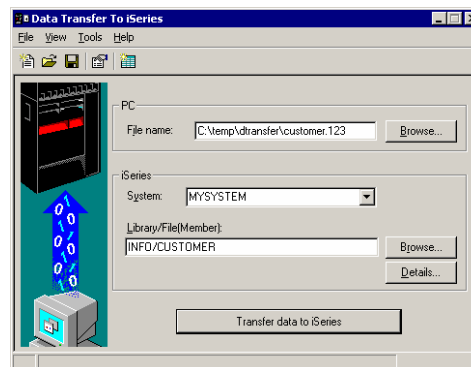 Data Transfer To iSeries
File View Tools Help
PC
File name: C:\temp\dtransfer\customer.123 Browse...
iSeries
System: MYSYSTEM
Library/File(Member):
INFO/CUSTOMER Browse...
Details...
Transfer data to iSeries